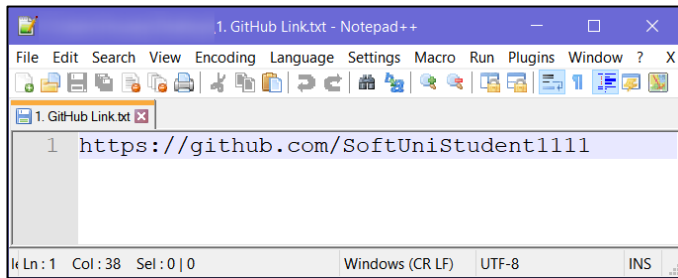 _1. GitHub Link.txt - Notepad++
File Edit Search View Encoding Language Settings Macro Run Plugins Window ? X
1. GitHub Link.txt
1 https://github.com/SoftUniStudent1111
Ln : 1 Col : 38 Sel : 0 | 0 Windows (CR LF) UTF-8 INS